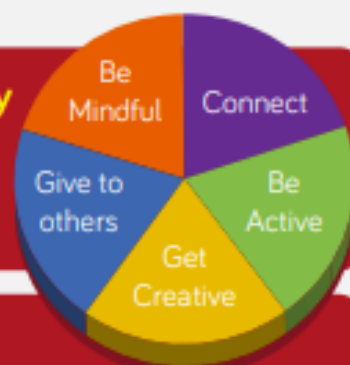 y
Be
Mindful
Connect
Give to
others
Be
Active
Get
Creative